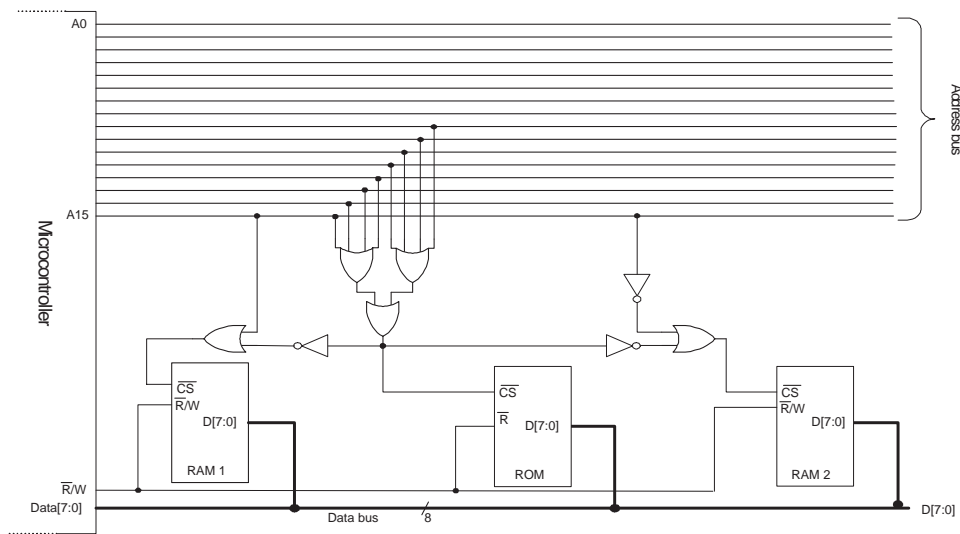 A0
Address bus
A15
Microcontroller
CS
R/W
D[7:0]
RAM 1
CS
R
D[7:0]
ROM
CS
R/W
D[7:0]
RAM 2
R/W
Data[7:0]
Data bus
8
D[7:0]